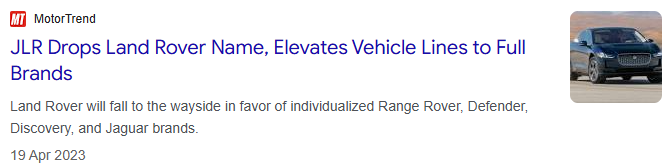 MT MotorTrend
JLR Drops Land Rover Name, Elevates Vehicle Lines to Full
Brands
Land Rover will fall to the wayside in favor of individualized Range Rover, Defender,
Discovery, and Jaguar brands.
19 Apr 2023